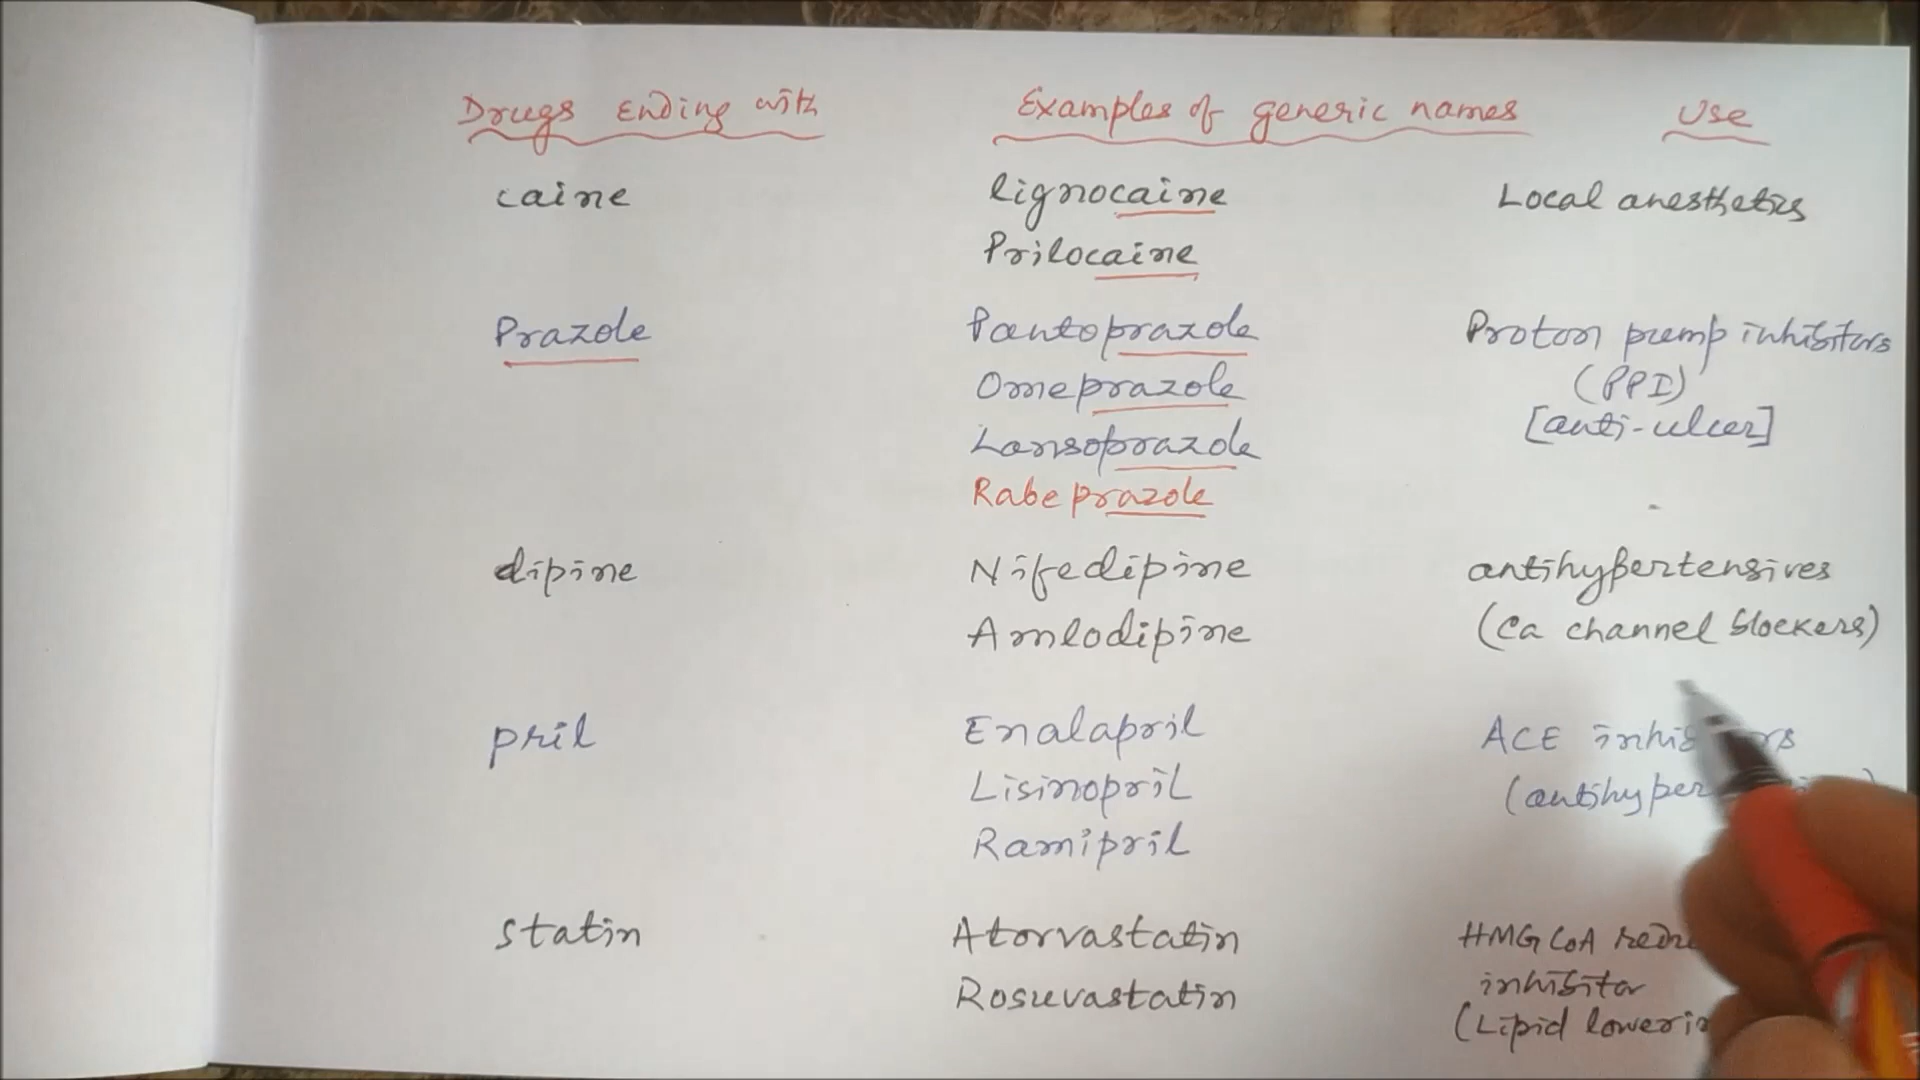 Drugs Ending with Examples of generic names Use
caine lignocaine Local anesthetics
Prilocaine
Prazole Pantoprazole Proton pump inhibitors
Omeprazole (PPI)
Lansoprazole [anti-ulcer]
Rabeprazole
dipine Nifedipine antihypertensives
Amlodipine (Ca channel blockers)
pril Enalapril ACE
Lisinopril
Ramipril
statin Atorvastatin HMG CoA
Rosuvastatin inhibitor
(Lipid